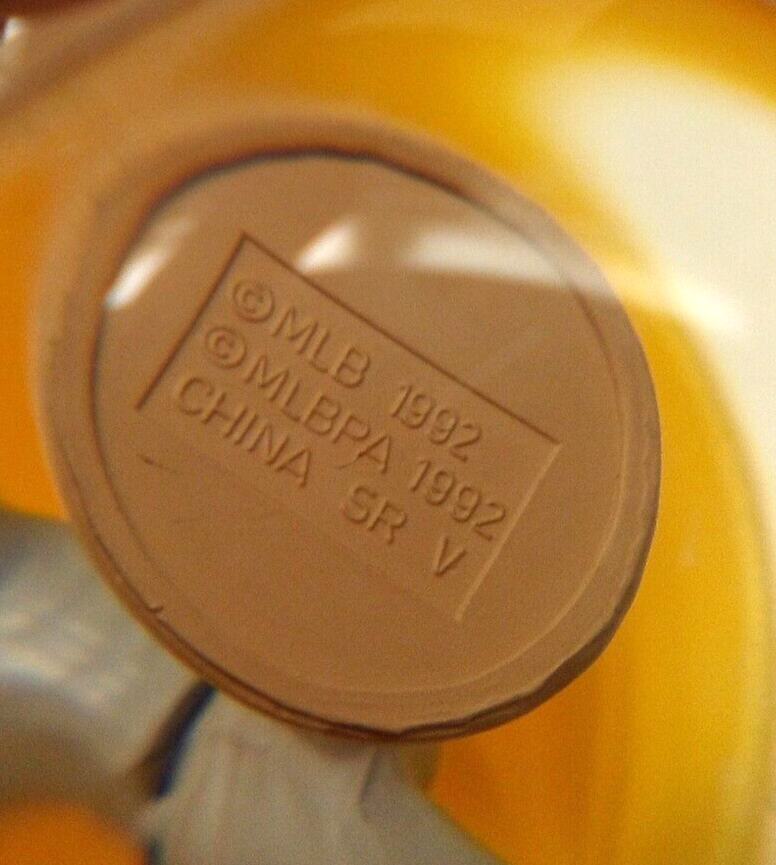 ©MLB 1992
©MLBPA 1992
CHINA SR V